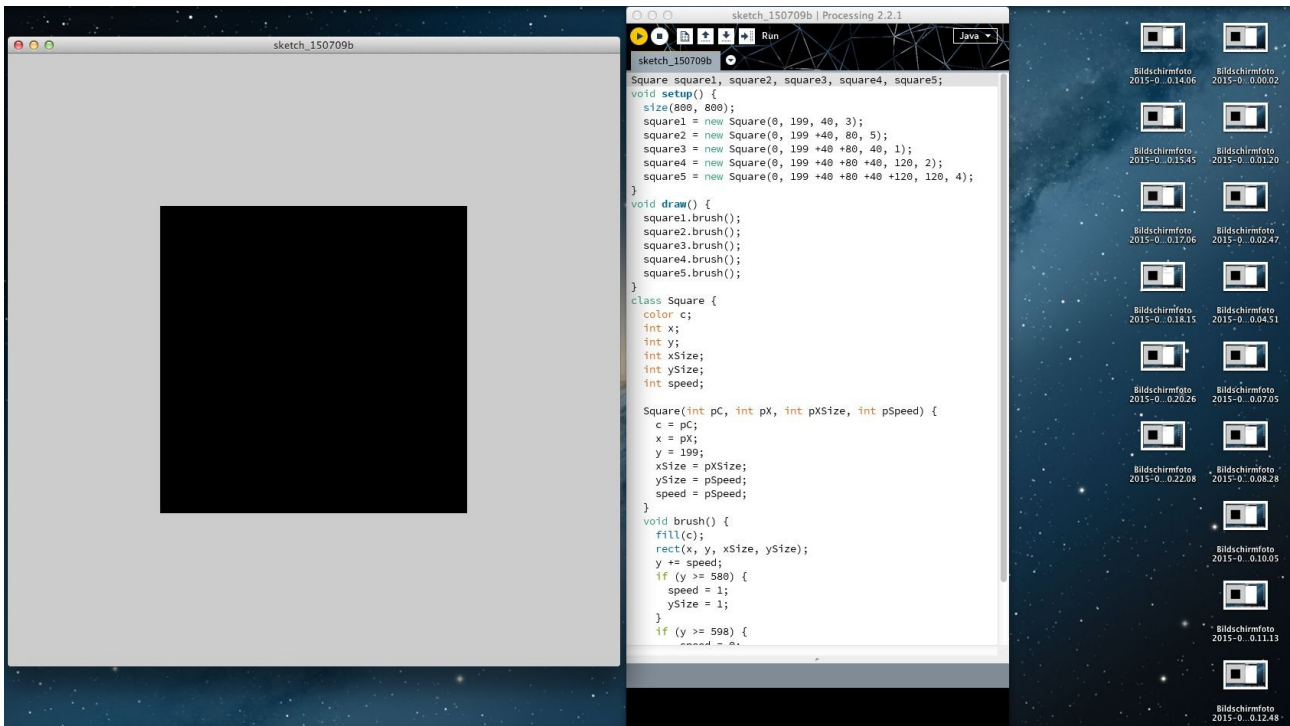 sketch_150709b
sketch_150709b | Processing 2.2.1
Run
Java
sketch_150709b
Square square1, square2, square3, square4, square5;
void setup() {
  size(800, 800);
  square1 = new Square(0, 199, 40, 3);
  square2 = new Square(0, 199 +40, 80, 5);
  square3 = new Square(0, 199 +40 +80, 40, 1);
  square4 = new Square(0, 199 +40 +80 +40, 120, 2);
  square5 = new Square(0, 199 +40 +80 +40 +120, 120, 4);
}
void draw() {
  square1.brush();
  square2.brush();
  square3.brush();
  square4.brush();
  square5.brush();
}
class Square {
  color c;
  int x;
  int y;
  int xSize;
  int ySize;
  int speed;
  Square(int pC, int pX, int pXSize, int pSpeed) {
    c = pC;
    x = pX;
    y = 199;
    xSize = pXSize;
    ySize = pSpeed;
    speed = pSpeed;
  }
  void brush() {
    fill(c);
    rect(x, y, xSize, ySize);
    y += speed;
    if (y >= 580) {
      speed = 1;
      ySize = 1;
    }
    if (y >= 598) {
      speed = 0;
Bildschirmfoto
2015-0...0.14.06
Bildschirmfoto
2015-0...0.00.02
Bildschirmfoto
2015-0...0.15.45
Bildschirmfoto
2015-0...0.01.20
Bildschirmfoto
2015-0...0.17.06
Bildschirmfoto
2015-0...0.02.47
Bildschirmfoto
2015-0...0.18.15
Bildschirmfoto
2015-0...0.04.51
Bildschirmfoto
2015-0...0.20.26
Bildschirmfoto
2015-0...0.07.05
Bildschirmfoto
2015-0...0.22.08
Bildschirmfoto
2015-0...0.08.28
Bildschirmfoto
2015-0...0.10.05
Bildschirmfoto
2015-0...0.11.13
Bildschirmfoto
2015-0...0.12.48